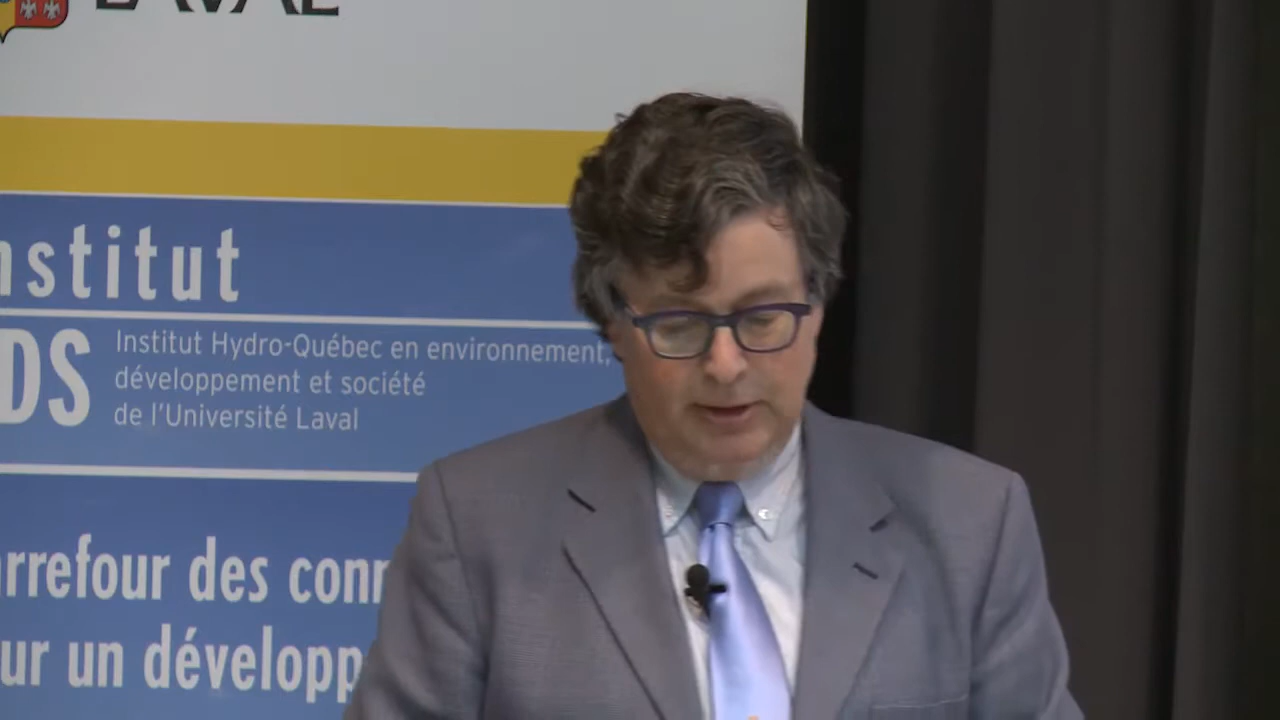 LAVAL
nstitut
DS
Institut Hydro-Québec en environnement,
développement et société
de l'Université Laval
arrefour des conn
ur un développ